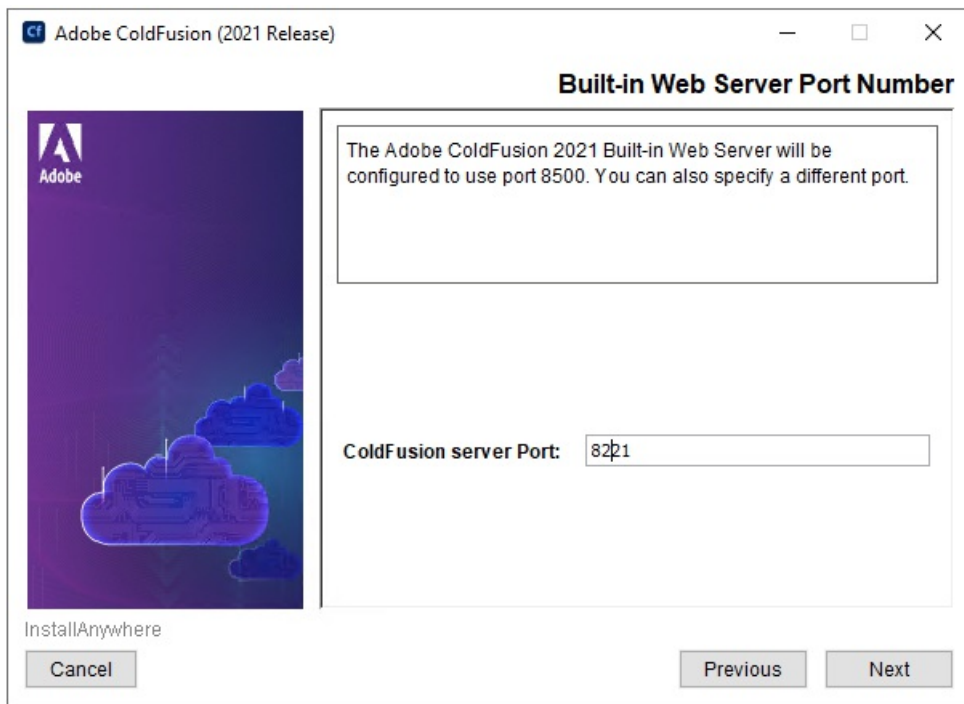 Cf Adobe ColdFusion (2021 Release)
Built-in Web Server Port Number
Adobe
The Adobe ColdFusion 2021 Built-in Web Server will be
configured to use port 8500. You can also specify a different port.
ColdFusion server Port: 8221
InstallAnywhere
Cancel Previous Next